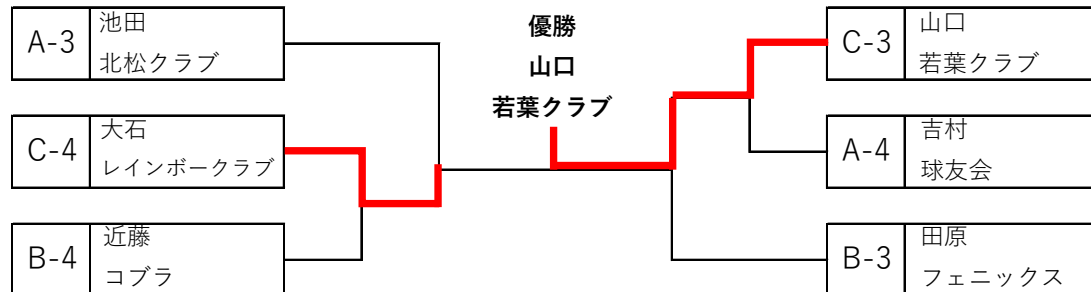 A-3
池田
北松クラブ
C-4
大石
レインボークラブ
B-4
近藤
コブラ
優勝
山口
若葉クラブ
C-3
山口
若葉クラブ
A-4
吉村
球友会
B-3
田原
フェニックス